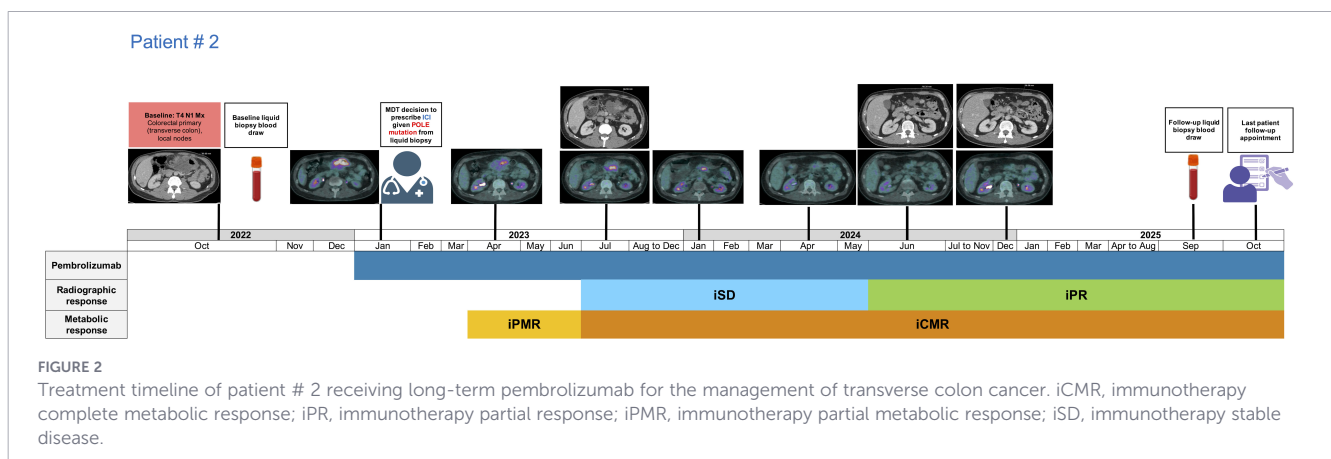 Patient # 2
Baseline: T4 N1 Mx
Colorectal primary
(transverse colon),
local nodes
Baseline liquid
biopsy blood
draw
MDT decision to
prescribe ICI
given POLE
mutation from
liquid biopsy
Follow-up liquid
biopsy blood
draw
Last patient
follow-up
appointment
2022 2023 2024 2025
Oct Nov Dec Jan Feb Mar Apr May Jun Jul Aug to Dec Jan Feb Mar Apr May Jun Jul to Nov Dec Jan Feb Mar Apr to Aug Sep Oct
Pembrolizumab
Radiographic
response
iSD iPR
Metabolic
response
iPMR iCMR
FIGURE 2
Treatment timeline of patient # 2 receiving long-term pembrolizumab for the management of transverse colon cancer. iCMR, immunotherapy
complete metabolic response; iPR, immunotherapy partial response; iPMR, immunotherapy partial metabolic response; iSD, immunotherapy stable
disease.